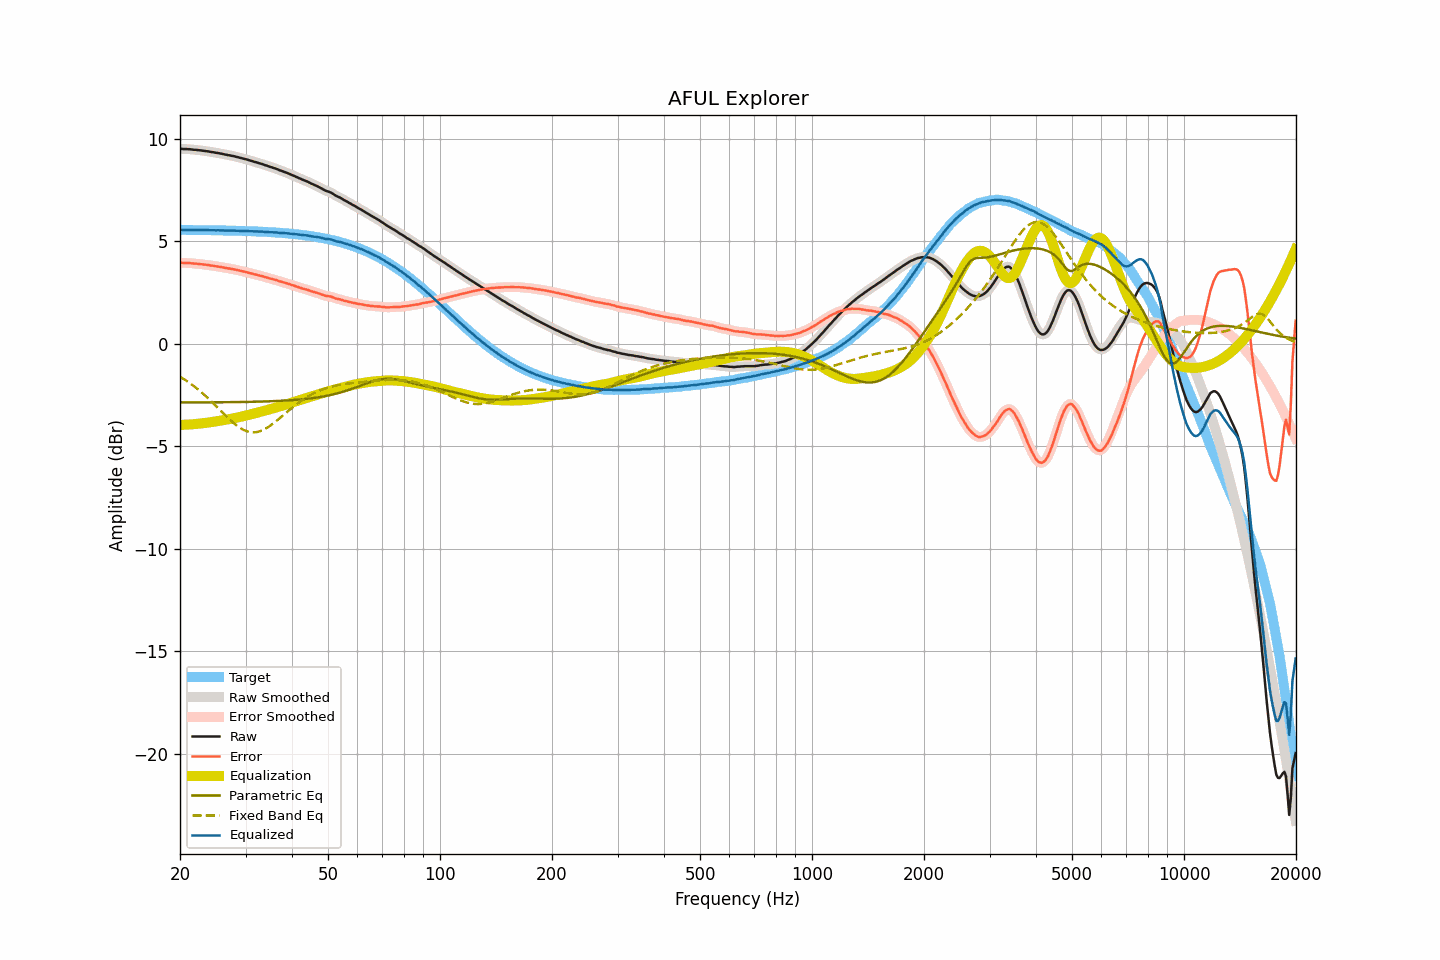 AFUL Explorer
10
5
0
−5
−10
−15
−20
Amplitude (dBr)
Target
Raw Smoothed
Error Smoothed
Raw
Error
Equalization
Parametric Eq
Fixed Band Eq
Equalized
20 50 100 200 500 1000 2000 5000 10000 20000
Frequency (Hz)